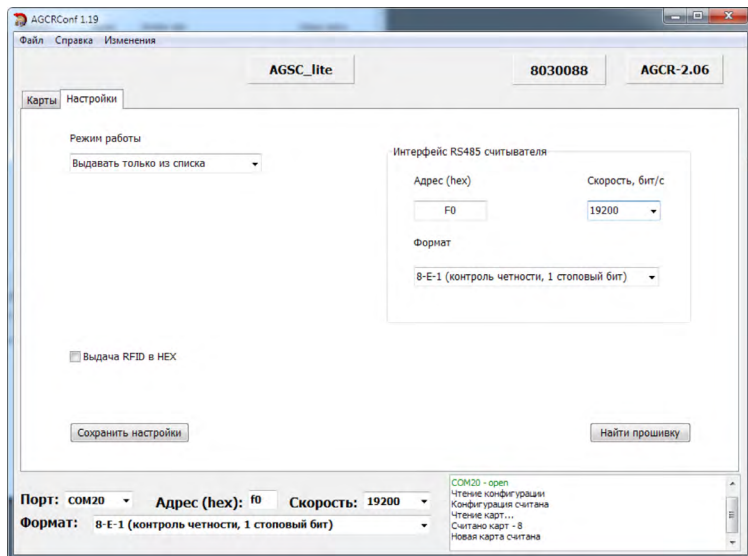 AGCRConf 1.19
Файл Справка Изменения
AGSC_lite 8030088 AGCR-2.06
Карты Настройки
Режим работы
Выдавать только из списка
Интерфейс RS485 считывателя
Адрес (hex) Скорость, бит/с
F0 19200
Формат
8-E-1 (контроль четности, 1 стоповый бит)
Выдача RFID в HEX
Сохранить настройки Найти прошивку
Порт: COM20 Адрес (hex): f0 Скорость: 19200
Формат: 8-E-1 (контроль четности, 1 стоповый бит)
COM20 - open
Чтение конфигурации
Конфигурация считана
Чтение карт...
Считано карт - 8
Новая карта считана